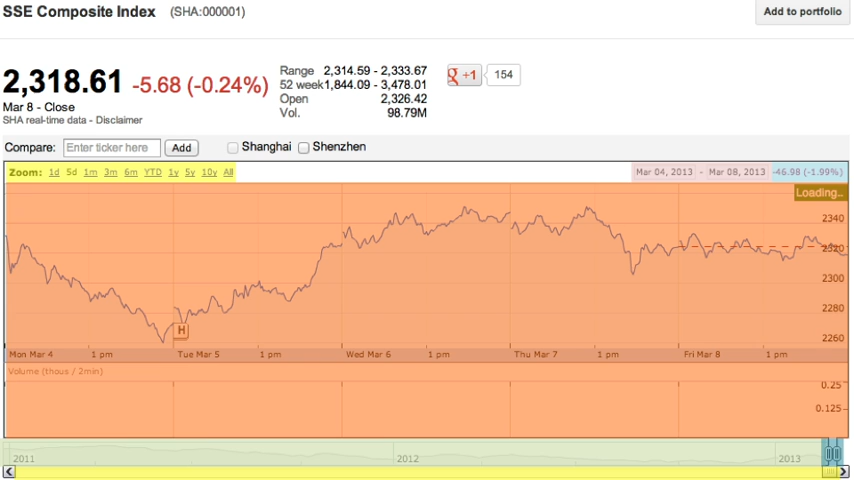 SSE Composite Index (SHA:000001)
Add to portfolio
2,318.61 -5.68 (-0.24%)
Mar 8 - Close
SHA real-time data - Disclaimer
Range 2,314.59 - 2,333.67
52 week 1,844.09 - 3,478.01
Open 2,326.42
Vol. 98.79M
g +1 154
Compare: Enter ticker here Add Shanghai Shenzhen
Zoom: 1d 5d 1m 3m 6m YTD 1y 5y 10y All
Mar 04, 2013 - Mar 08, 2013 -46.98 (-1.99%)
Loading..
2340
2320
2300
2280
H
2260
Mon Mar 4 1 pm Tue Mar 5 1 pm Wed Mar 6 1 pm Thu Mar 7 1 pm Fri Mar 8 1 pm
Volume (thous / 2min)
0.25
0.125
2011 2012 2013